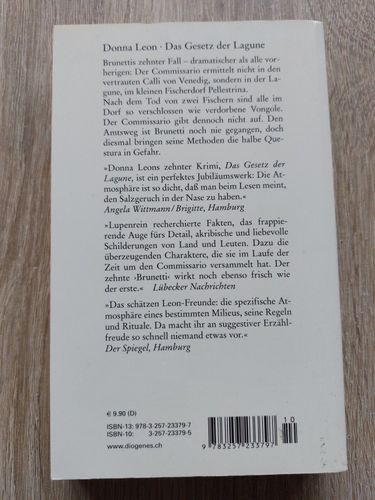 Donna Leon · Das Gesetz der Lagune
Brunettis zehnter Fall – dramatischer als alle vor-
herigen: Der Commissario ermittelt nicht in den
vertrauten Calli von Venedig, sondern in der La-
gune, im kleinen Fischerdorf Pellestrina.
Nach dem Tod von zwei Fischern sind alle im
Dorf so verschlossen wie verdorbene Vongole.
Der Commissario gibt dennoch nicht auf. Den
Amtsweg ist Brunetti noch nie gegangen, doch
diesmal bringen seine Methoden die halbe Que-
stura in Gefahr.
»Donna Leons zehnter Krimi, Das Gesetz der
Lagune, ist ein perfektes Jubiläumswerk: Die At-
mosphäre ist so dicht, daß man beim Lesen meint,
den Salzgeruch in der Nase zu haben.«
Angela Wittmann/Brigitte, Hamburg
»Lupenrein recherchierte Fakten, das frappie-
rende Auge fürs Detail, akribische und liebevolle
Schilderungen von Land und Leuten. Dazu die
überzeugenden Charaktere, die sie im Laufe der
Zeit um den Commissario versammelt hat. Der
zehnte ›Brunetti‹ wirkt noch ebenso frisch wie
der erste.« Lübecker Nachrichten
»Das schätzen Leon-Freunde: die spezifische At-
mosphäre eines bestimmten Milieus, seine Regeln
und Rituale. Da macht ihr an suggestiver Erzähl-
freude so schnell niemand etwas vor.«
Der Spiegel, Hamburg
€ 9.90 (D)
ISBN-13: 978-3-257-23379-7
ISBN-10: 3-257-23379-5
www.diogenes.ch
10
9 783257 233797